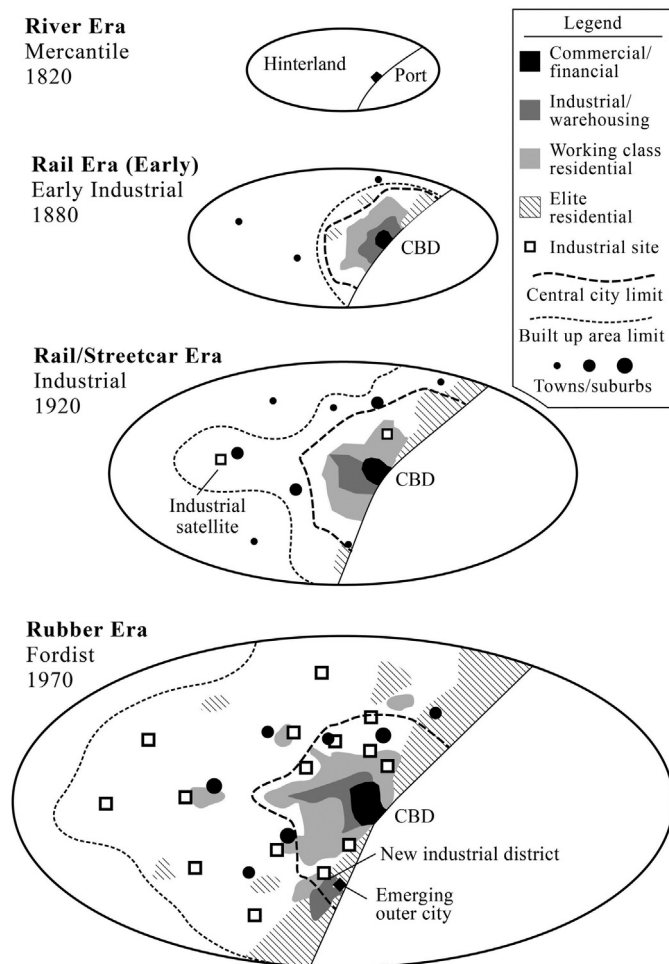 River Era
Mercantile
1820
Hinterland
Port
Rail Era (Early)
Early Industrial
1880
CBD
Rail/Streetcar Era
Industrial
1920
Industrial
satellite
CBD
Rubber Era
Fordist
1970
CBD
New industrial district
Emerging
outer city
Legend
Commercial/
financial
Industrial/
warehousing
Working class
residential
Elite
residential
Industrial site
Central city limit
Built up area limit
Towns/suburbs